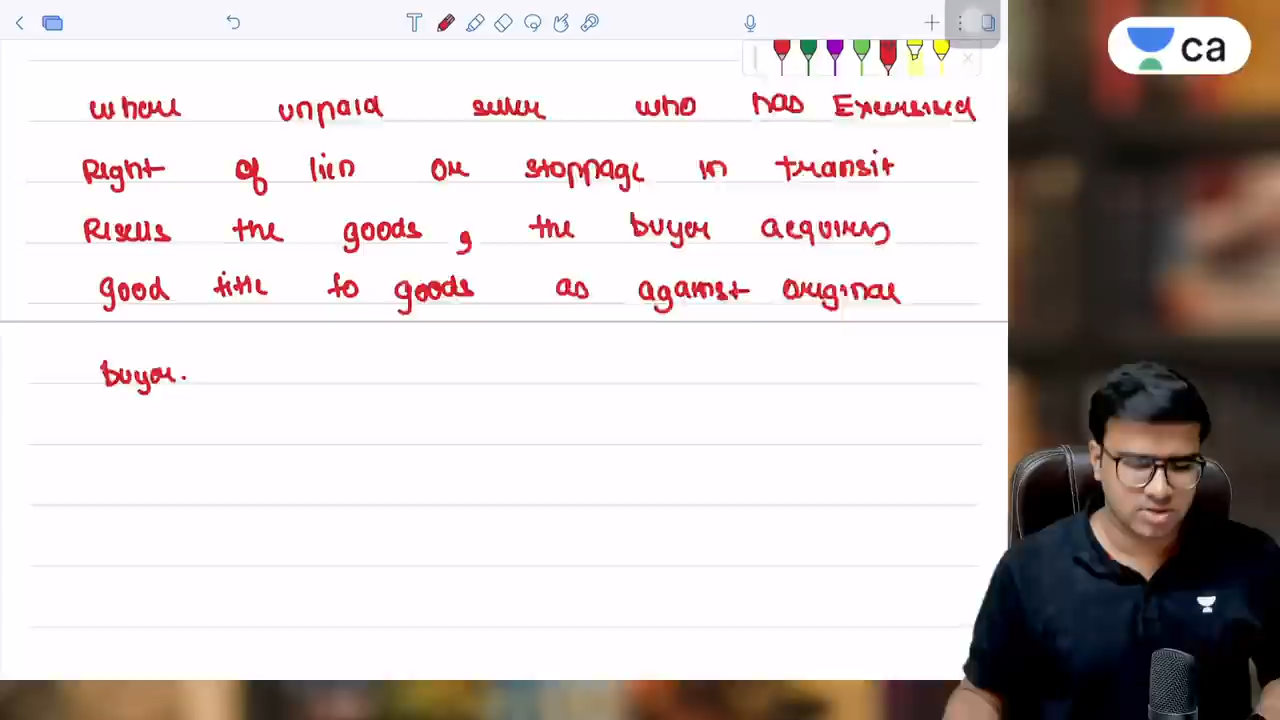 ca
where unpaid seller who has Exercised
Right of lien or stoppage in transit
Resells the goods, the buyer acquires
good title to goods as against original
buyer.